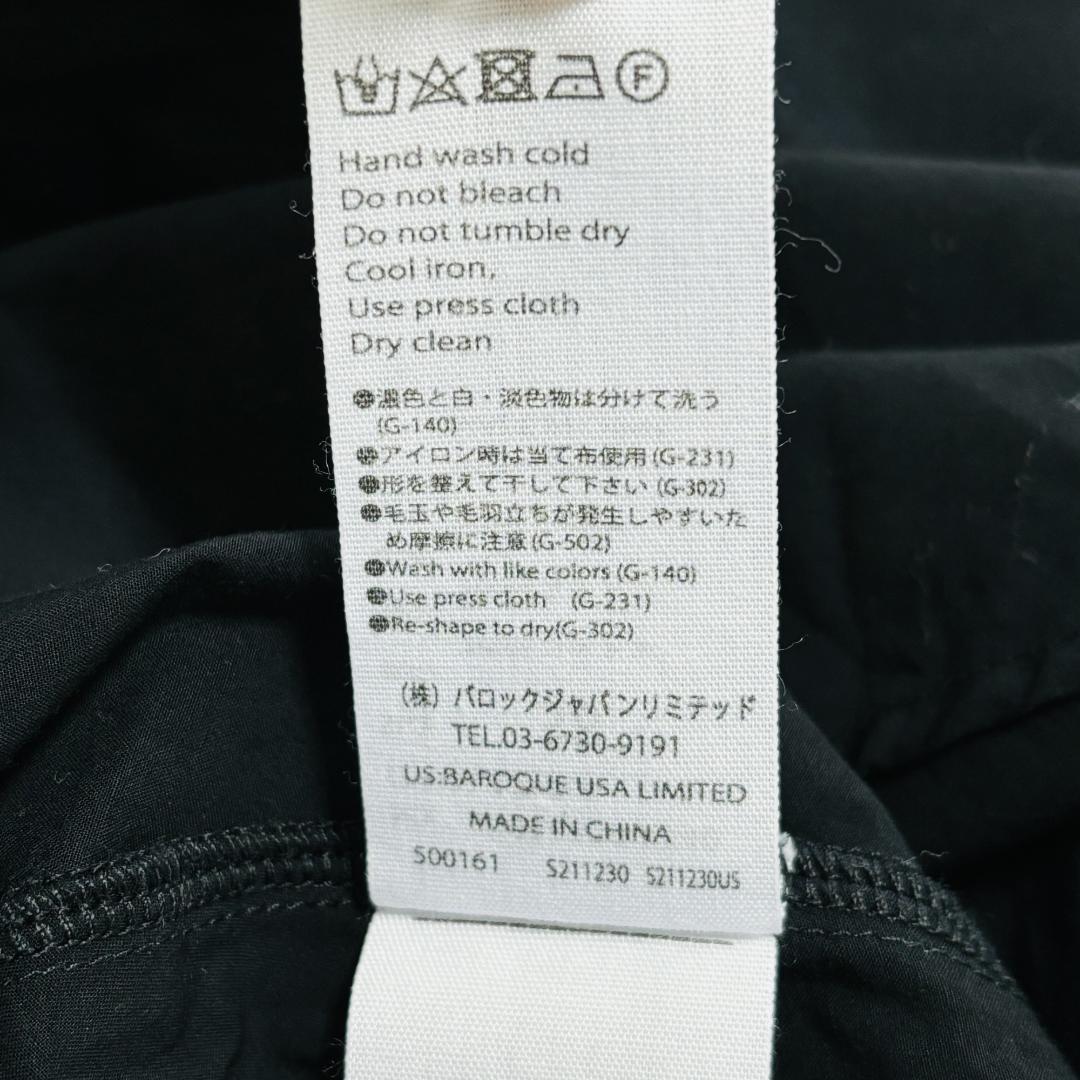 F
Hand wash cold
Do not bleach
Do not tumble dry
Cool iron,
Use press cloth
Dry clean
●濃色と白・淡色物は分けて洗う
(G-140)
●アイロン時は当て布使用(G-231)
●形を整えて干して下さい (G-302)
●毛玉や毛羽立ちが発生しやすいた
め摩擦に注意(G-502)
●Wash with like colors (G-140)
●Use press cloth (G-231)
●Re-shape to dry(G-302)
(株) バロックジャパンリミテッド
TEL.03-6730-9191
US:BAROQUE USA LIMITED
MADE IN CHINA
S00161 S211230 S211230US